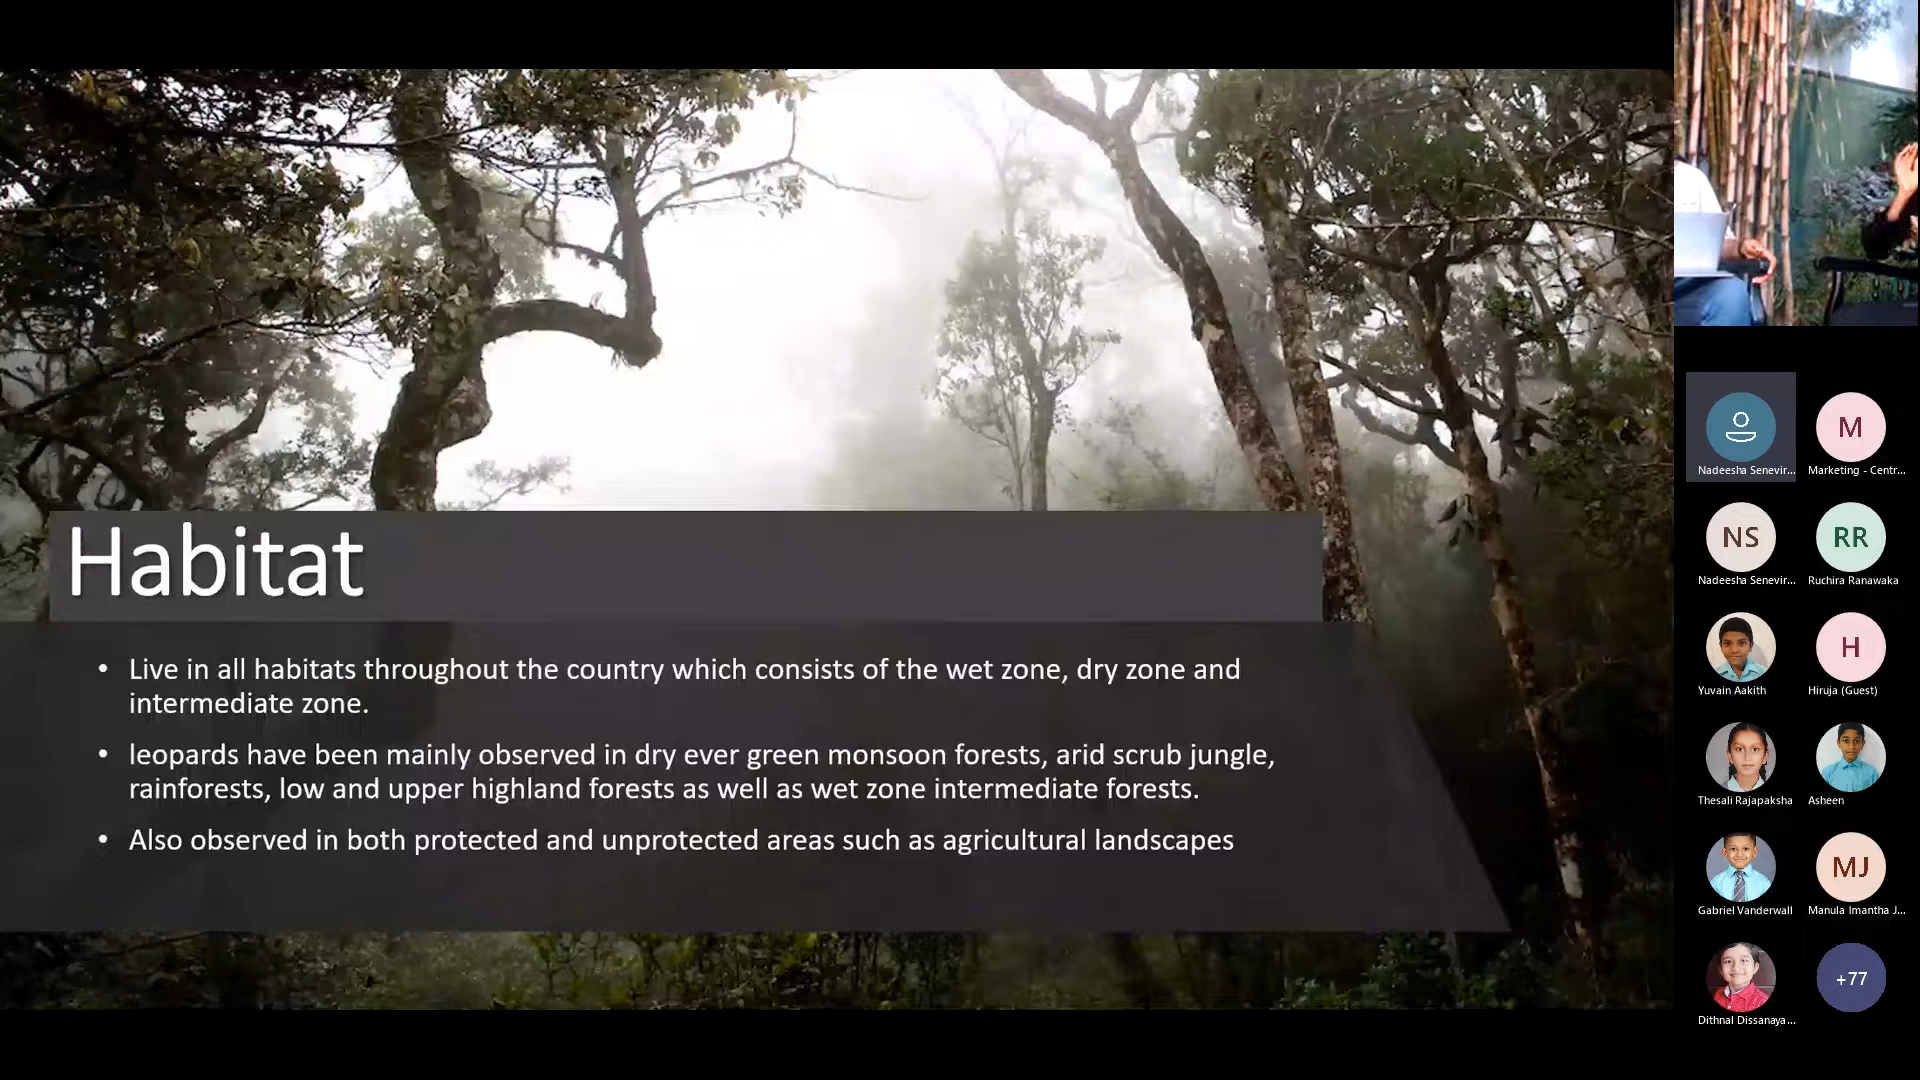 Habitat
• Live in all habitats throughout the country which consists of the wet zone, dry zone and
intermediate zone.
• leopards have been mainly observed in dry ever green monsoon forests, arid scrub jungle,
rainforests, low and upper highland forests as well as wet zone intermediate forests.
• Also observed in both protected and unprotected areas such as agricultural landscapes
Nadeesha Senevir...
M
Marketing - Centr...
NS
Nadeesha Senevir...
RR
Ruchira Ranawaka
Yuvain Aakith
H
Hiruja (Guest)
Thesali Rajapaksha
Asheen
Gabriel Vanderwall
MJ
Manula Imantha J...
Dithnal Dissanaya...
+77